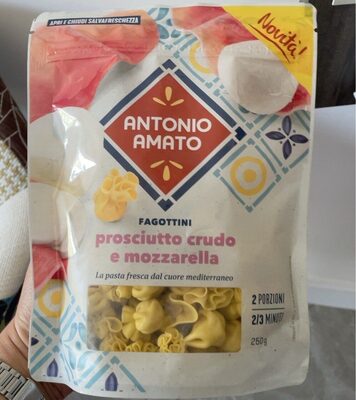 APRI E CHIUDI SALVAFRESCHEZZA
Novità!
ANTONIO
AMATO
FAGOTTINI
prosciutto crudo
e mozzarella
La pasta fresca dal cuore mediterraneo
2 PORZIONI
2/3 MINUTI
250g